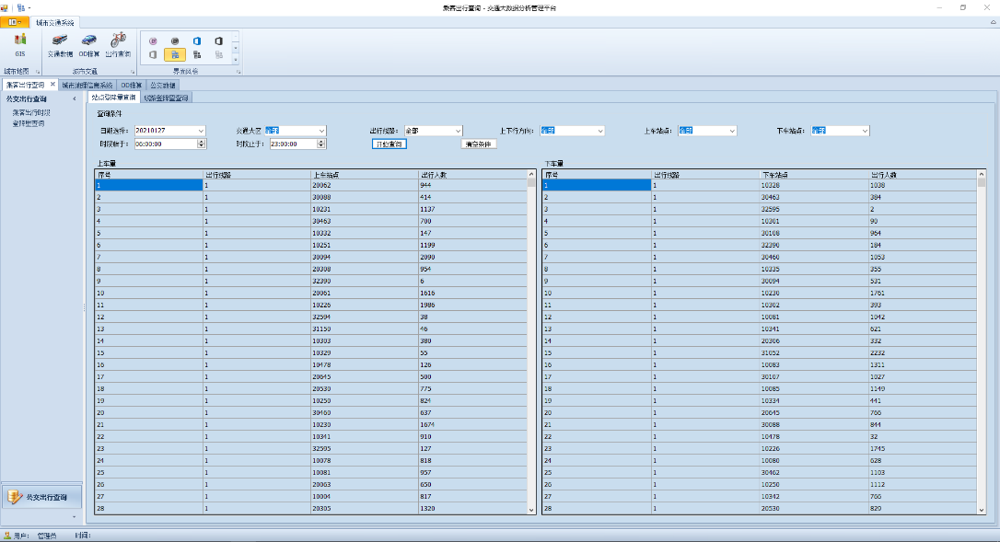 乘客出行查询 - 交通大数据分析管理平台
城市交通系统
GIS 交通数据 OD推算 出行查询
城市地图 城市交通 界面风格
乘客出行查询 城市地理信息系统 OD推算 公交数据
公交出行查询
乘客出行时段
登降量查询
站点登降量查询 线路登降量查询
查询条件
日期选择: 20210127 交通大区 全部 出行线路: 全部 上下行方向: 全部 上车站点: 全部 下车站点: 全部
时段始于: 06:00:00 时段止于: 23:00:00 开始查询 清空条件
上车量 下车量
序号 出行线路 上车站点 出行人数 序号 出行线路 下车站点 出行人数
1 1 20062 944 1 1 10328 1038
2 1 30088 414 2 1 30463 384
3 1 10231 1137 3 1 32595 2
4 1 30463 700 4 1 10301 90
5 1 10332 147 5 1 30108 964
6 1 10251 1199 6 1 32390 184
7 1 30094 2090 7 1 30460 1053
8 1 20308 954 8 1 10335 355
9 1 32390 6 9 1 30094 531
10 1 20061 1616 10 1 10230 1761
11 1 10226 1986 11 1 10302 393
12 1 32594 38 12 1 10081 1042
13 1 31150 46 13 1 10341 621
14 1 10303 380 14 1 20306 332
15 1 10329 55 15 1 31052 2232
16 1 10478 126 16 1 10083 1311
17 1 20645 500 17 1 30107 1027
18 1 20530 775 18 1 10085 1149
19 1 10250 824 19 1 10334 441
20 1 30460 637 20 1 20645 766
21 1 10230 1674 21 1 30088 844
22 1 10341 910 22 1 10478 32
23 1 32595 127 23 1 10226 1745
24 1 10078 818 24 1 10080 628
25 1 10081 957 25 1 30462 1103
26 1 20063 650 26 1 10250 1112
27 1 10004 817 27 1 10342 766
28 1 20305 1320 28 1 20530 829
公交出行查询
用户: 管理员 时间: